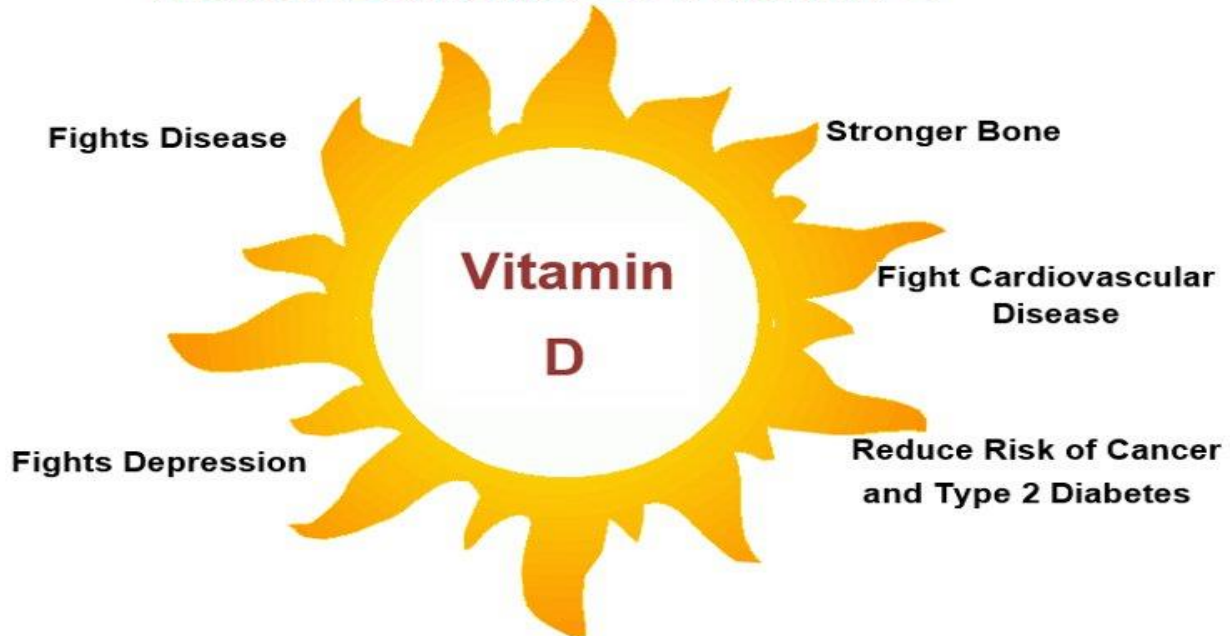 Fights Disease
Stronger Bone
Vitamin
D
Fight Cardiovascular
Disease
Fights Depression
Reduce Risk of Cancer
and Type 2 Diabetes